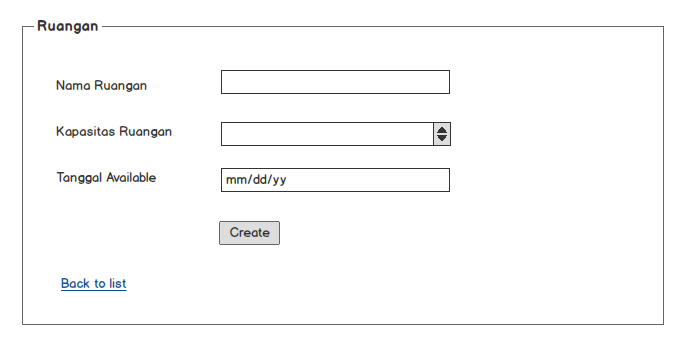 Ruangan
Nama Ruangan
Kapasitas Ruangan
Tanggal Available
mm/dd/yy
Create
Back to list